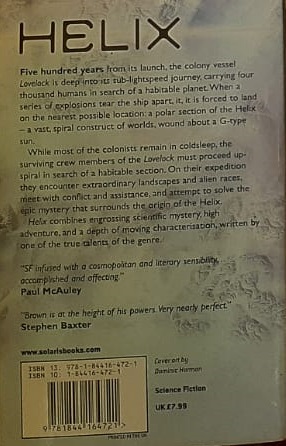 HELIX
Five hundred years from its launch, the colony vessel
Lovelock is deep into its sub-lightspeed journey, carrying four
thousand humans in search of a habitable planet. When a
series of explosions tear the ship apart, it, it is forced to land
on the nearest possible location: a polar section of the Helix
– a vast, spiral construct of worlds, wound about a G-type
sun.
While most of the colonists remain in coldsleep, the
surviving crew members of the Lovelock must proceed up-
spiral in search of a habitable section. On their expedition
they encounter extraordinary landscapes and alien races,
meet with conflict and assistance, and attempt to solve the
epic mystery that surrounds the origin of the Helix.
Helix combines engrossing scientific mystery, high
adventure, and a depth of moving characterisation, written by
one of the true talents of the genre.
"SF infused with a cosmopolitan and literary sensibility,
accomplished and affecting."
Paul McAuley
"Brown is at the height of his powers. Very nearly perfect."
Stephen Baxter
www.solarisbooks.com
ISBN 13: 978-1-84416-472-1
ISBN 10: 1-84416-472-1
9 781844 164721
Cover art by
Dominic Harman
Science Fiction
UK £7.99
PRINTED IN THE UK